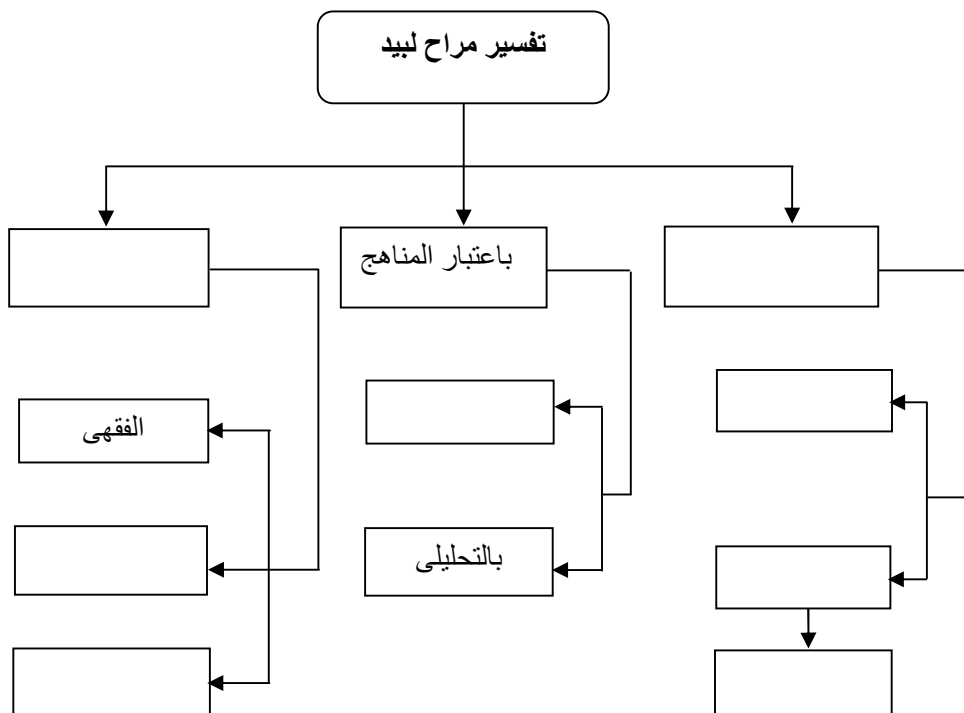 تفسير مراح لبيد
باعتبار المناهج
الفقهى
بالتحليلى